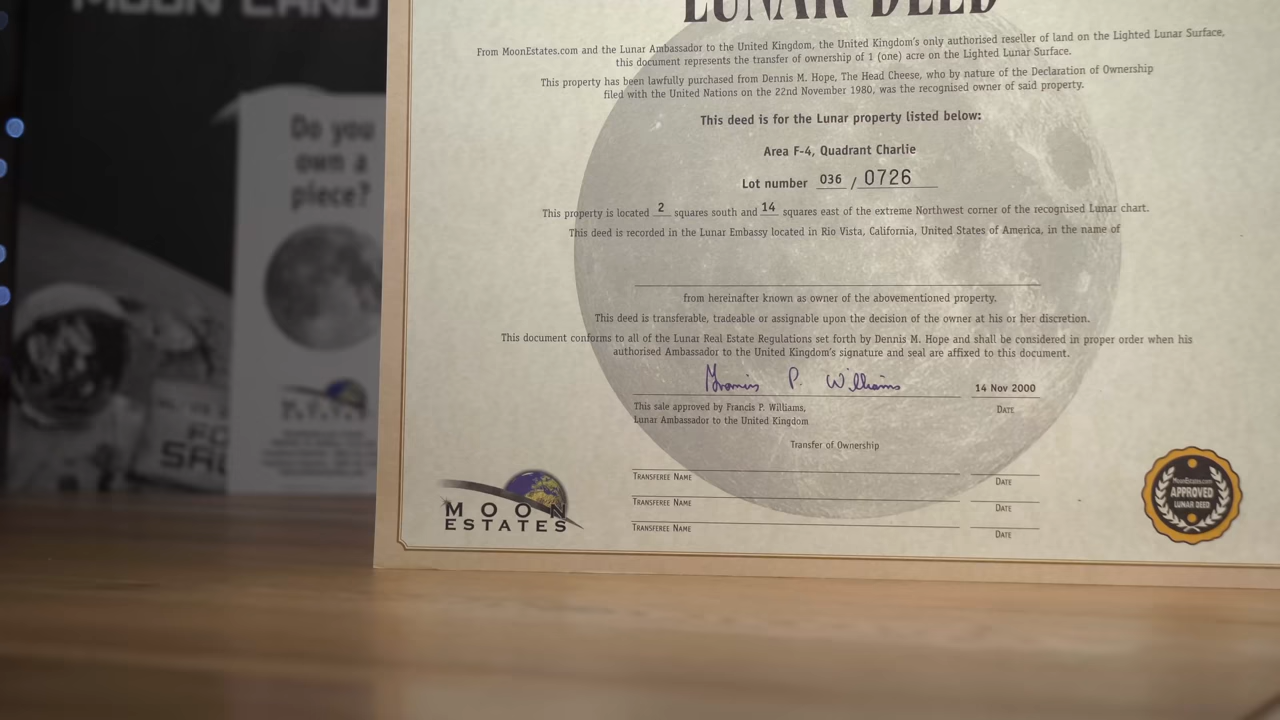 MOON LAND
Do you
own a
piece?
FOR
SALE
LUNAR DEED
From MoonEstates.com and the Lunar Ambassador to the United Kingdom, the United Kingdom's only authorised reseller of land on the Lighted Lunar Surface,
this document represents the transfer of ownership of 1 (one) acre on the Lighted Lunar Surface.
This property has been lawfully purchased from Dennis M. Hope, The Head Cheese, who by nature of the Declaration of Ownership
filed with the United Nations on the 22nd November 1980, was the recognised owner of said property.
This deed is for the Lunar property listed below:
Area F-4, Quadrant Charlie
Lot number 036 / 0726
This property is located 2 squares south and 14 squares east of the extreme Northwest corner of the recognised Lunar chart.
This deed is recorded in the Lunar Embassy located in Rio Vista, California, United States of America, in the name of
from hereinafter known as owner of the abovementioned property.
This deed is transferable, tradeable or assignable upon the decision of the owner at his or her discretion.
This document conforms to all of the Lunar Real Estate Regulations set forth by Dennis M. Hope and shall be considered in proper order when his
authorised Ambassador to the United Kingdom's signature and seal are affixed to this document.
Francis P. Williams
14 Nov 2000
This sale approved by Francis P. Williams,
Lunar Ambassador to the United Kingdom
DATE
Transfer of Ownership
TRANSFEREE NAME
DATE
TRANSFEREE NAME
DATE
TRANSFEREE NAME
DATE
MOON
ESTATES
MoonEstates.com
APPROVED
LUNAR DEED